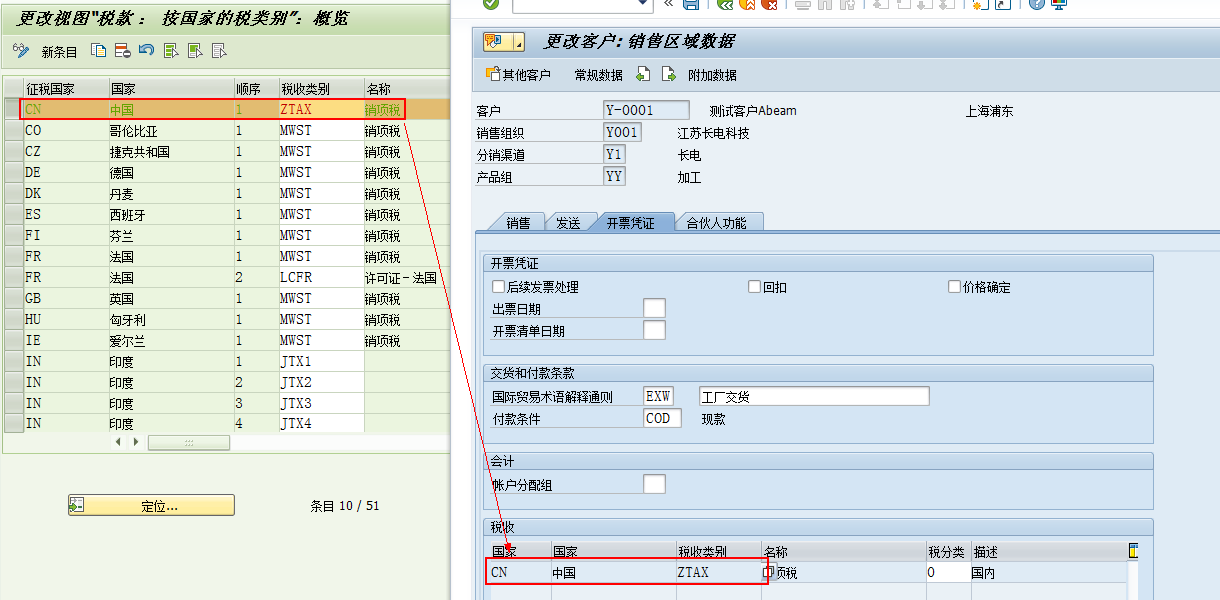 更改视图"税款： 按国家的税类别"：概览
新条目
征税国家 国家 顺序 税收类别 名称
CN 中国 1 ZTAX 销项税
CO 哥伦比亚 1 MWST 销项税
CZ 捷克共和国 1 MWST 销项税
DE 德国 1 MWST 销项税
DK 丹麦 1 MWST 销项税
ES 西班牙 1 MWST 销项税
FI 芬兰 1 MWST 销项税
FR 法国 1 MWST 销项税
FR 法国 2 LCFR 许可证－法国
GB 英国 1 MWST 销项税
HU 匈牙利 1 MWST 销项税
IE 爱尔兰 1 MWST 销项税
IN 印度 1 JTX1
IN 印度 2 JTX2
IN 印度 3 JTX3
IN 印度 4 JTX4
定位... 条目 10 / 51
更改客户：销售区域数据
其他客户 常规数据 附加数据
客户 Y-0001 测试客户Abeam 上海浦东
销售组织 Y001 江苏长电科技
分销渠道 Y1 长电
产品组 YY 加工
销售 发送 开票凭证 合伙人功能
开票凭证
后续发票处理 回扣 价格确定
出票日期
开票清单日期
交货和付款条款
国际贸易术语解释通则 EXW 工厂交货
付款条件 COD 现款
会计
帐户分配组
税收
国家 国家 税收类别 名称 税分类 描述
CN 中国 ZTAX 项税 0 国内